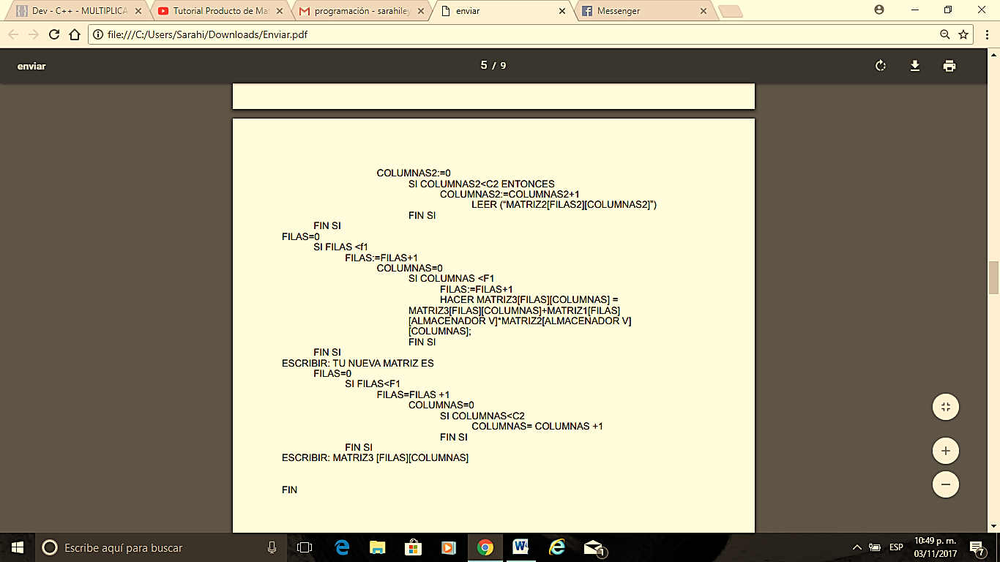 Dev - C++ - MULTIPLICA
Tutorial Producto de Mat
programación - sarahiley
enviar
Messenger
file:///C:/Users/Sarahi/Downloads/Enviar.pdf
enviar
5 / 9
COLUMNAS2:=0
SI COLUMNAS2<C2 ENTONCES
COLUMNAS2:=COLUMNAS2+1
LEER (“MATRIZ2[FILAS2][COLUMNAS2]”)
FIN SI
FIN SI
FILAS=0
SI FILAS <f1
FILAS:=FILAS+1
COLUMNAS=0
SI COLUMNAS <F1
FILAS:=FILAS+1
HACER MATRIZ3[FILAS][COLUMNAS] =
MATRIZ3[FILAS][COLUMNAS]+MATRIZ1[FILAS]
[ALMACENADOR V]*MATRIZ2[ALMACENADOR V]
[COLUMNAS];
FIN SI
FIN SI
ESCRIBIR: TU NUEVA MATRIZ ES
FILAS=0
SI FILAS<F1
FILAS=FILAS +1
COLUMNAS=0
SI COLUMNAS<C2
COLUMNAS= COLUMNAS +1
FIN SI
FIN SI
ESCRIBIR: MATRIZ3 [FILAS][COLUMNAS]
FIN
Escribe aquí para buscar
1
ESP
10:49 p. m.
03/11/2017
7